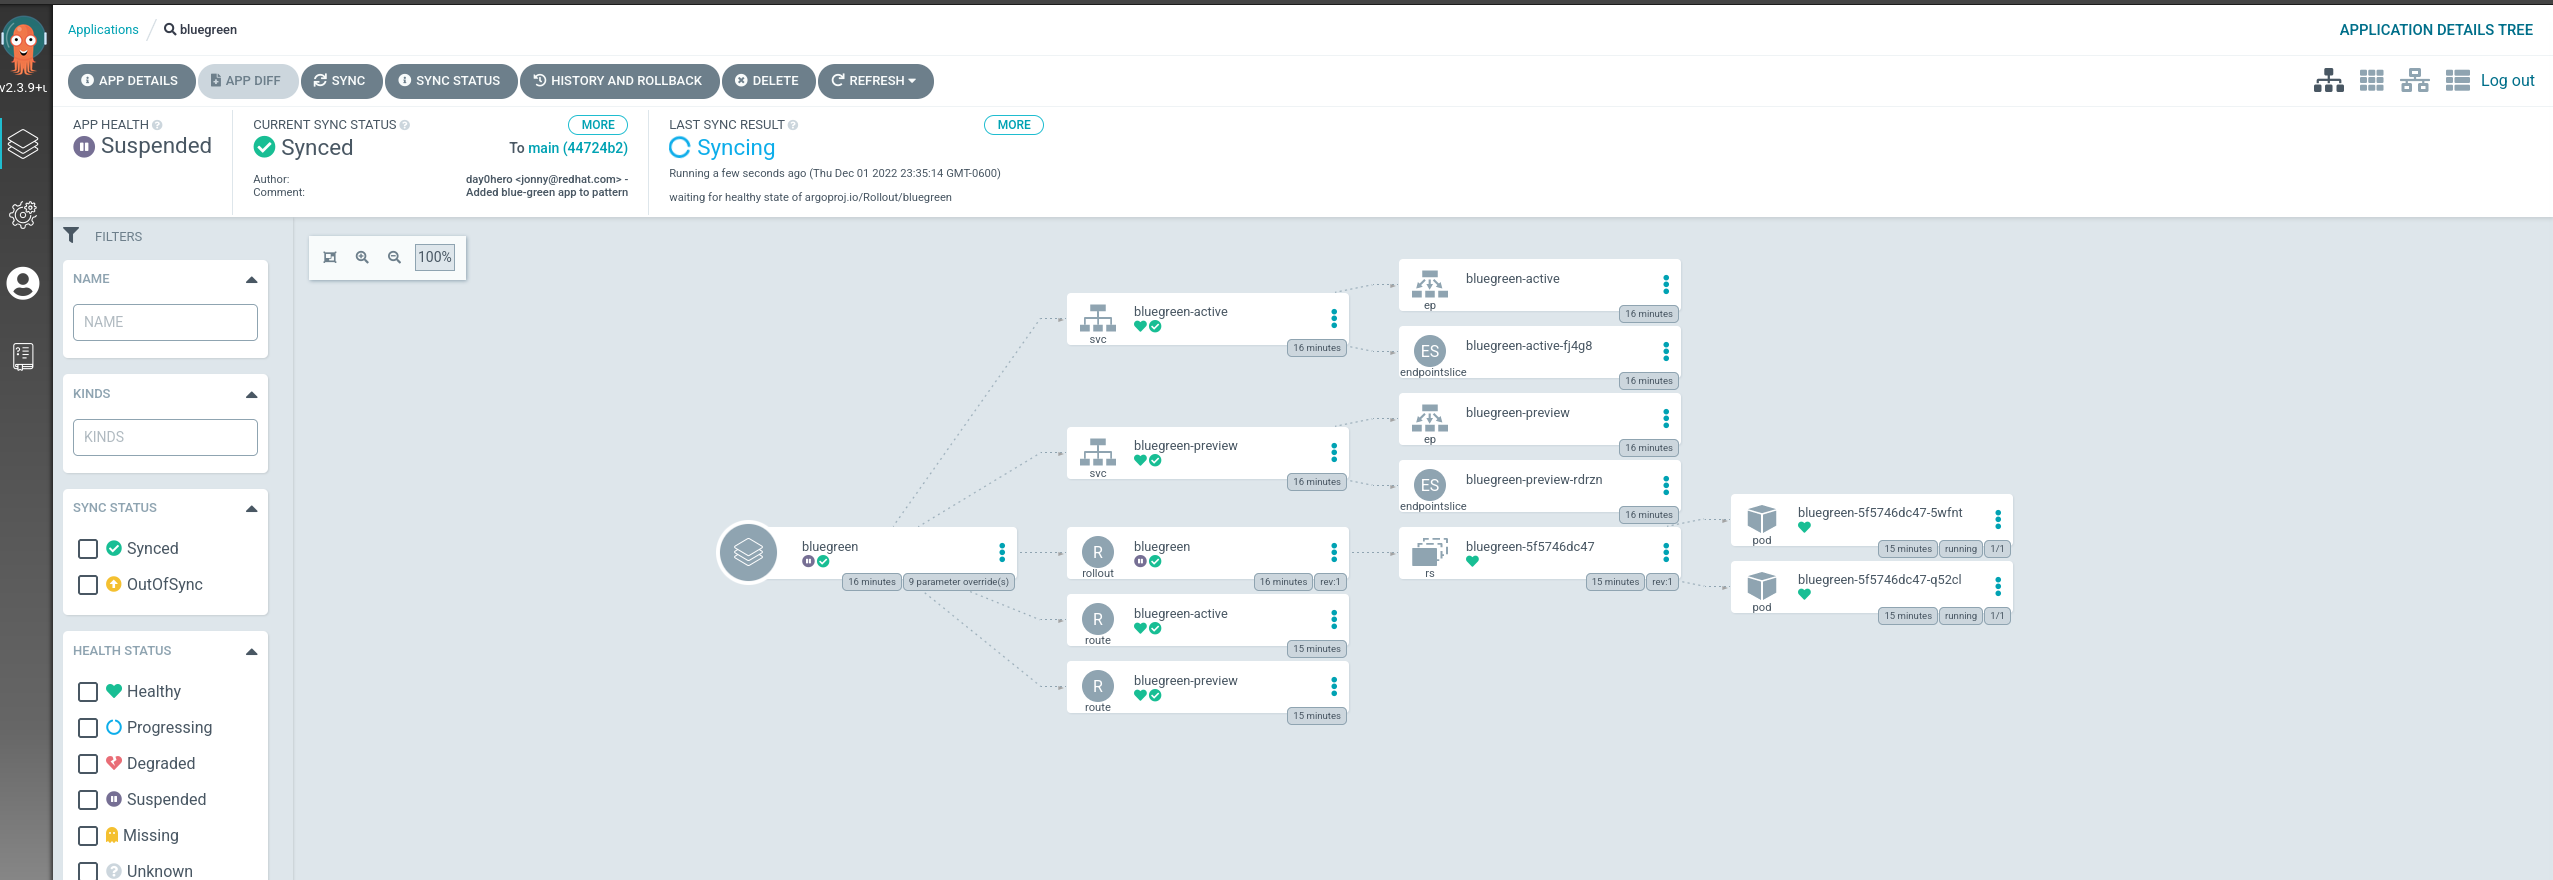 Applications / bluegreen
APPLICATION DETAILS TREE
v2.3.9+u
APP DETAILS
APP DIFF
SYNC
SYNC STATUS
HISTORY AND ROLLBACK
DELETE
REFRESH
Log out
APP HEALTH
Suspended
CURRENT SYNC STATUS
MORE
Synced
To main (44724b2)
Author:
day0hero <jonny@redhat.com> -
Comment:
Added blue-green app to pattern
LAST SYNC RESULT
MORE
Syncing
Running a few seconds ago (Thu Dec 01 2022 23:35:14 GMT-0600)
waiting for healthy state of argoproj.io/Rollout/bluegreen
FILTERS
NAME
NAME
KINDS
KINDS
SYNC STATUS
Synced
OutOfSync
HEALTH STATUS
Healthy
Progressing
Degraded
Suspended
Missing
Unknown
100%
bluegreen
16 minutes
9 parameter override(s)
bluegreen-active
svc
16 minutes
bluegreen-preview
svc
16 minutes
R
bluegreen
rollout
16 minutes
rev:1
R
bluegreen-active
route
15 minutes
R
bluegreen-preview
route
15 minutes
bluegreen-active
ep
16 minutes
ES
bluegreen-active-fj4g8
endpointslice
16 minutes
bluegreen-preview
ep
16 minutes
ES
bluegreen-preview-rdrzn
endpointslice
16 minutes
bluegreen-5f5746dc47
rs
15 minutes
rev:1
bluegreen-5f5746dc47-5wfnt
pod
15 minutes
running
1/1
bluegreen-5f5746dc47-q52cl
pod
15 minutes
running
1/1